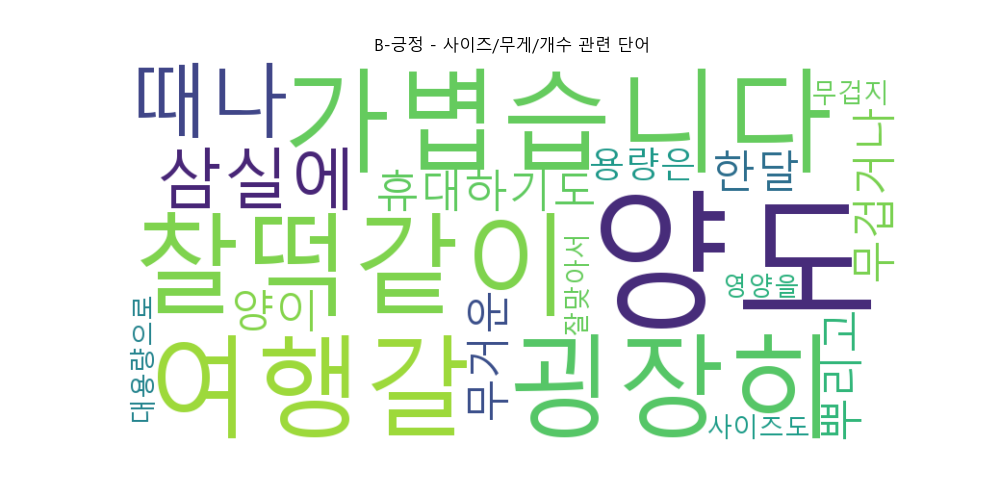 B-긍정 - 사이즈/무게/개수 관련 단어
때나
가볍습니다
무겁지
삼실에
휴대하기도
용량은
한달
무겁거나
찰떡같이
양도
잘맞아서
영양을
양이
대용량으로
여행갈
무거운
굉장히
뿌리고
사이즈도